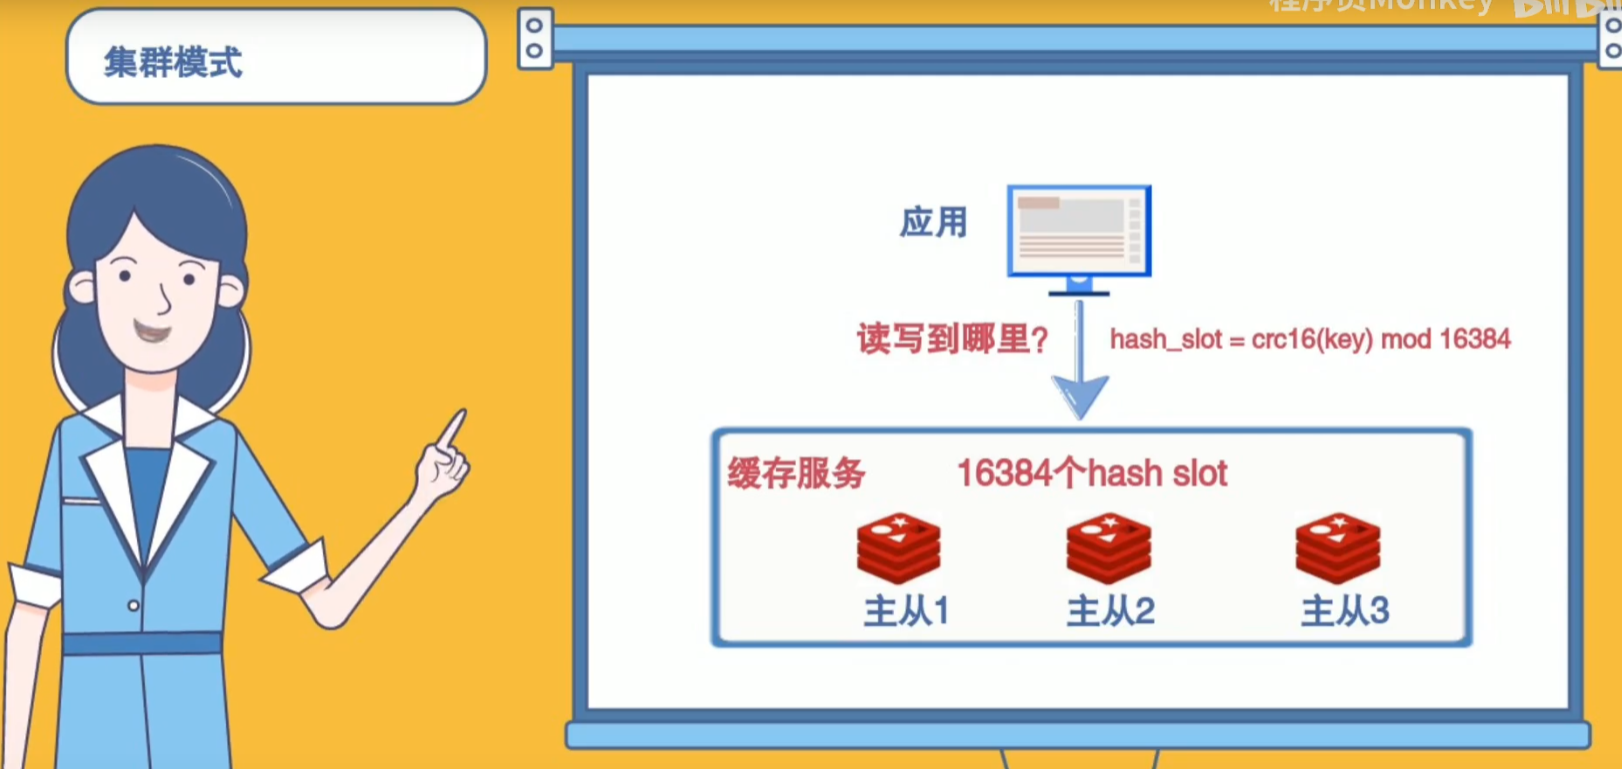 程序员Monkey
集群模式
应用
读写到哪里?
hash_slot = crc16(key) mod 16384
缓存服务
16384个hash slot
主从1
主从2
主从3